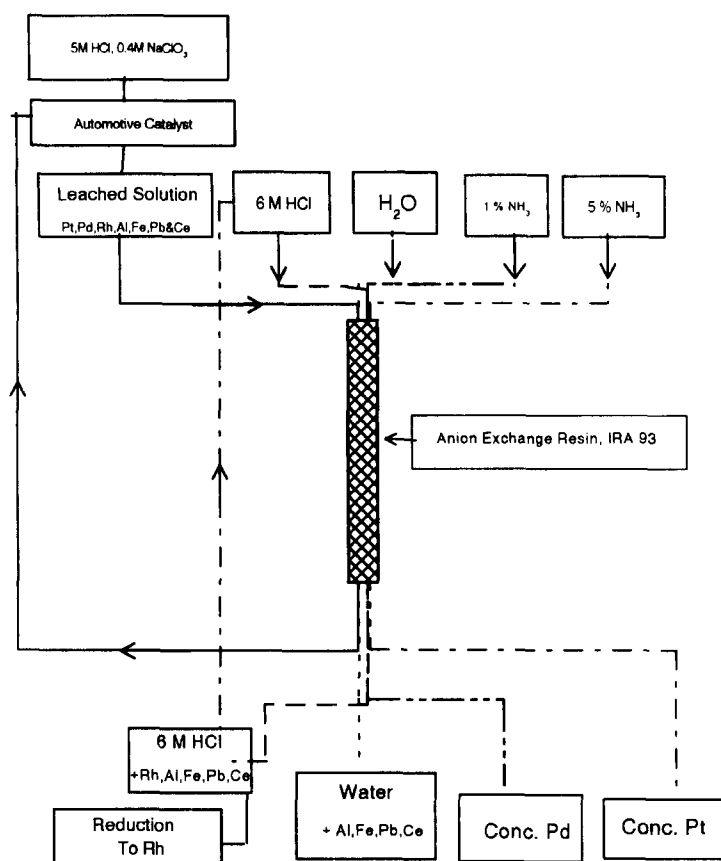 5M HCl, 0.4M NaClO₃
Automotive Catalyst
Leached Solution
Pt,Pd,Rh,Al,Fe,Pb&Ce
6 M HCl
H₂O
1 % NH₃
5 % NH₃
Anion Exchange Resin, IRA 93
6 M HCl
+Rh,Al,Fe,Pb,Ce
Reduction
To Rh
Water
+ Al,Fe,Pb,Ce
Conc. Pd
Conc. Pt